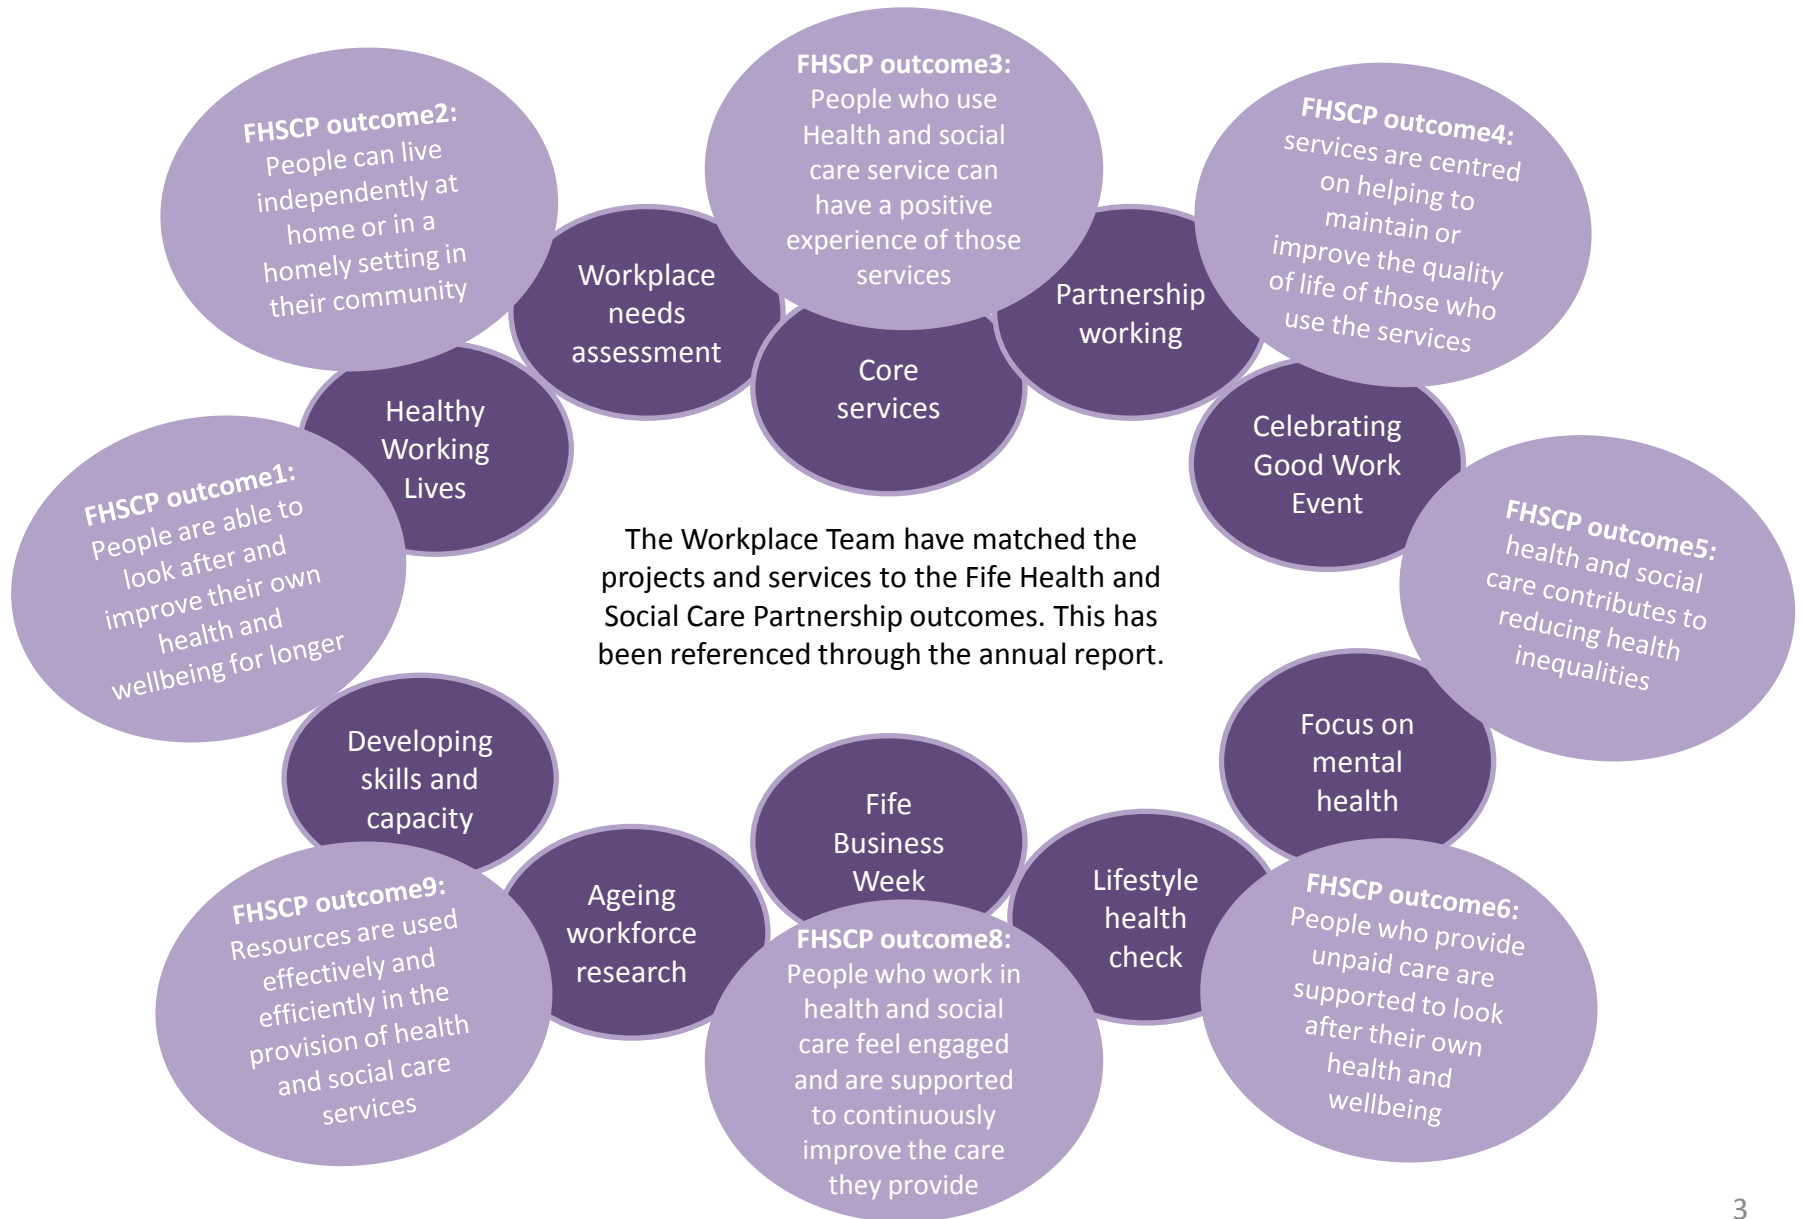 FHSCP outcome2:
People can live
independently at
home or in a
homely setting in
their community
FHSCP outcome3:
People who use
Health and social
care service can
have a positive
experience of those
services
FHSCP outcome4:
services are centred
on helping to
maintain or
improve the quality
of life of those who
use the services
Workplace
needs
assessment
Core
services
Partnership
working
Healthy
Working
Lives
Celebrating
Good Work
Event
FHSCP outcome1:
People are able to
look after and
improve their own
health and
wellbeing for longer
The Workplace Team have matched the
projects and services to the Fife Health and
Social Care Partnership outcomes. This has
been referenced through the annual report.
FHSCP outcome5:
health and social
care contributes to
reducing health
inequalities
Developing
skills and
capacity
Fife
Business
Week
Focus on
mental
health
Ageing
workforce
research
Lifestyle
health
check
FHSCP outcome9:
Resources are used
effectively and
efficiently in the
provision of health
and social care
services
FHSCP outcome8:
People who work in
health and social
care feel engaged
and are supported
to continuously
improve the care
they provide
FHSCP outcome6:
People who provide
unpaid care are
supported to look
after their own
health and
wellbeing
3